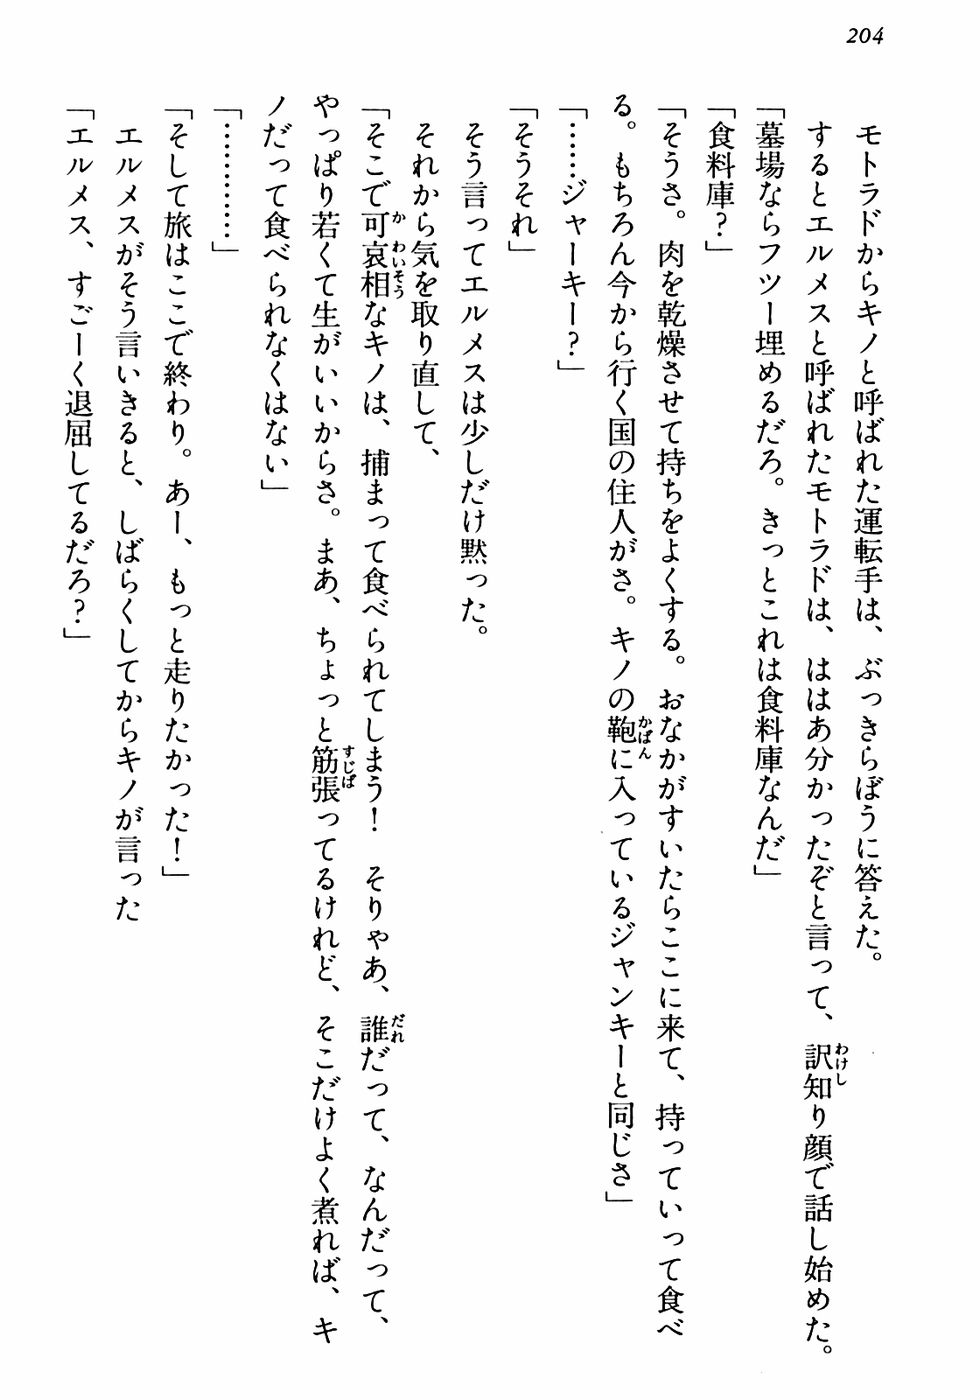 204
モトラドからキノと呼ばれた運転手は、ぶっきらぼうに答えた。
するとエルメスと呼ばれたモトラドは、ははあ分かったぞと言って、訳知り顔で話し始めた。
「墓場ならフツー埋めるだろ。きっとこれは食料庫なんだ」
「食料庫？」
「そうさ。肉を乾燥させて持ちをよくする。おなかがすいたらここに来て、持っていって食べ
る。もちろん今から行く国の住人がさ。キノの鞄に入っているジャンキーと同じさ」
「……ジャーキー？」
「そうそれ」
そう言ってエルメスは少しだけ黙った。
それから気を取り直して、
「そこで可哀相なキノは、捕まって食べられてしまう！　そりゃあ、誰だって、なんだって、
やっぱり若くて生がいいからさ。まあ、ちょっと筋張ってるけれど、そこだけよく煮れば、キ
ノだって食べられなくはない」
「…………」
「そして旅はここで終わり。あー、もっと走りたかった！」
エルメスがそう言いきると、しばらくしてからキノが言った
「エルメス、すごーく退屈してるだろ？」